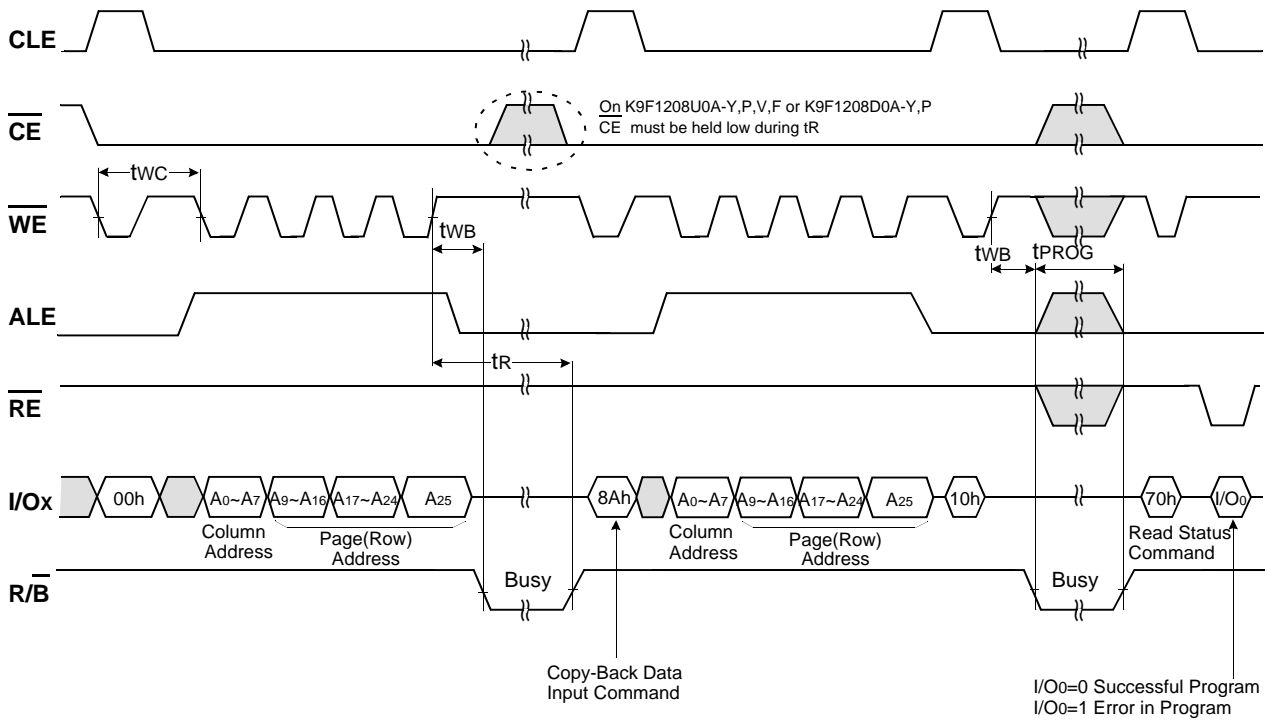 CLE
On K9F1208U0A-Y,P,V,F or K9F1208D0A-Y,P
CE must be held low during tR
CE
tWC
WE
tWB
tWB
tPROG
ALE
tR
RE
I/Ox
00h
A0~A7
A9~A16
A17~A24
A25
8Ah
A0~A7
A9~A16
A17~A24
A25
10h
70h
I/O0
Column
Address
Page(Row)
Address
Column
Address
Page(Row)
Address
Read Status
Command
R/B
Busy
Busy
Copy-Back Data
Input Command
I/O0=0 Successful Program
I/O0=1 Error in Program